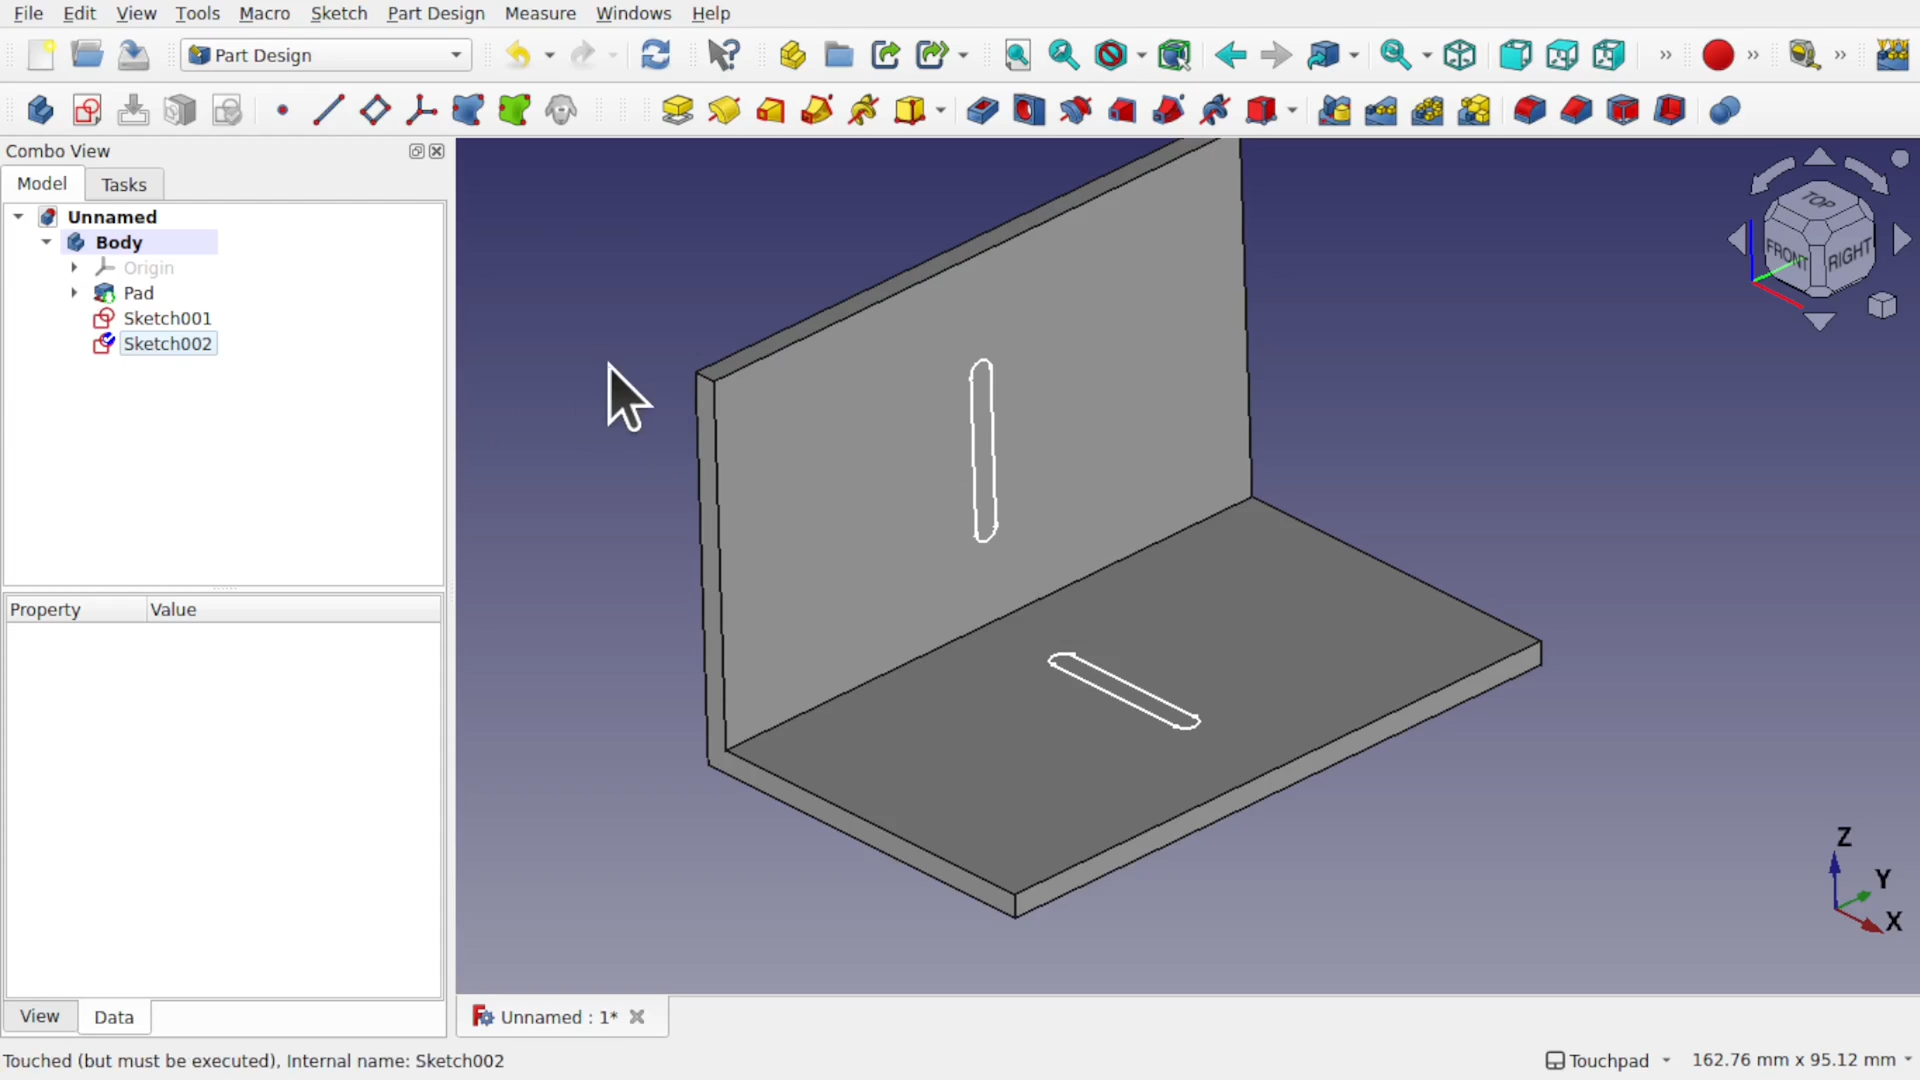 File Edit View Tools Macro Sketch Part Design Measure Windows Help
Part Design
Combo View
Model Tasks
Unnamed
Body
Origin
Pad
Sketch001
Sketch002
Property Value
View Data
TOP
FRONT RIGHT
Z
Y
X
Unnamed : 1*
Touched (but must be executed), Internal name: Sketch002
Touchpad 162.76 mm x 95.12 mm